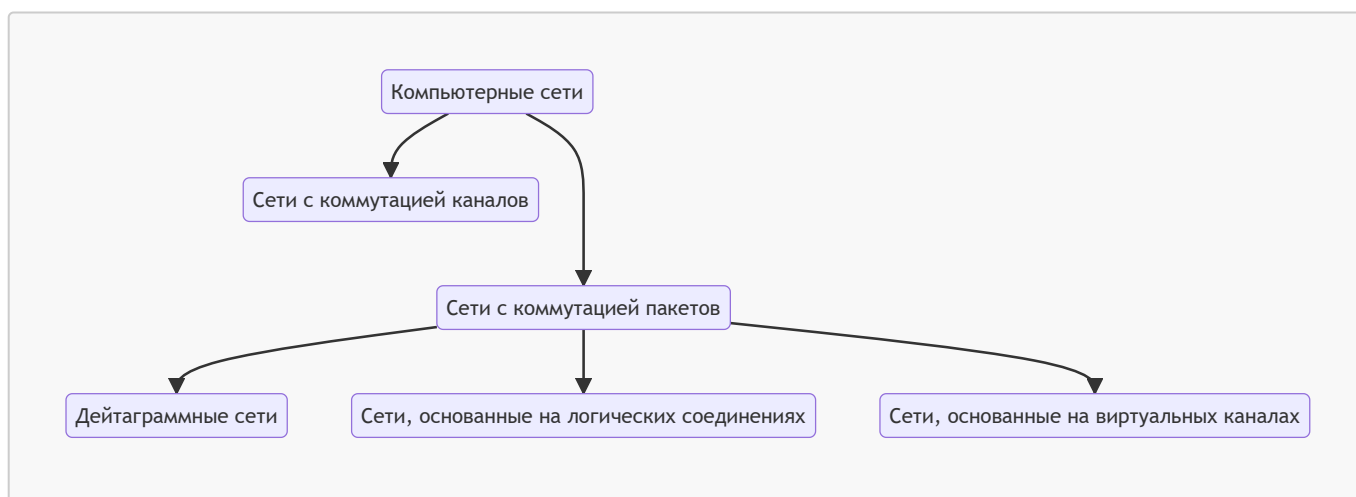 Компьютерные сети
Сети с коммутацией каналов
Сети с коммутацией пакетов
Дейтаграммные сети
Сети, основанные на логических соединениях
Сети, основанные на виртуальных каналах